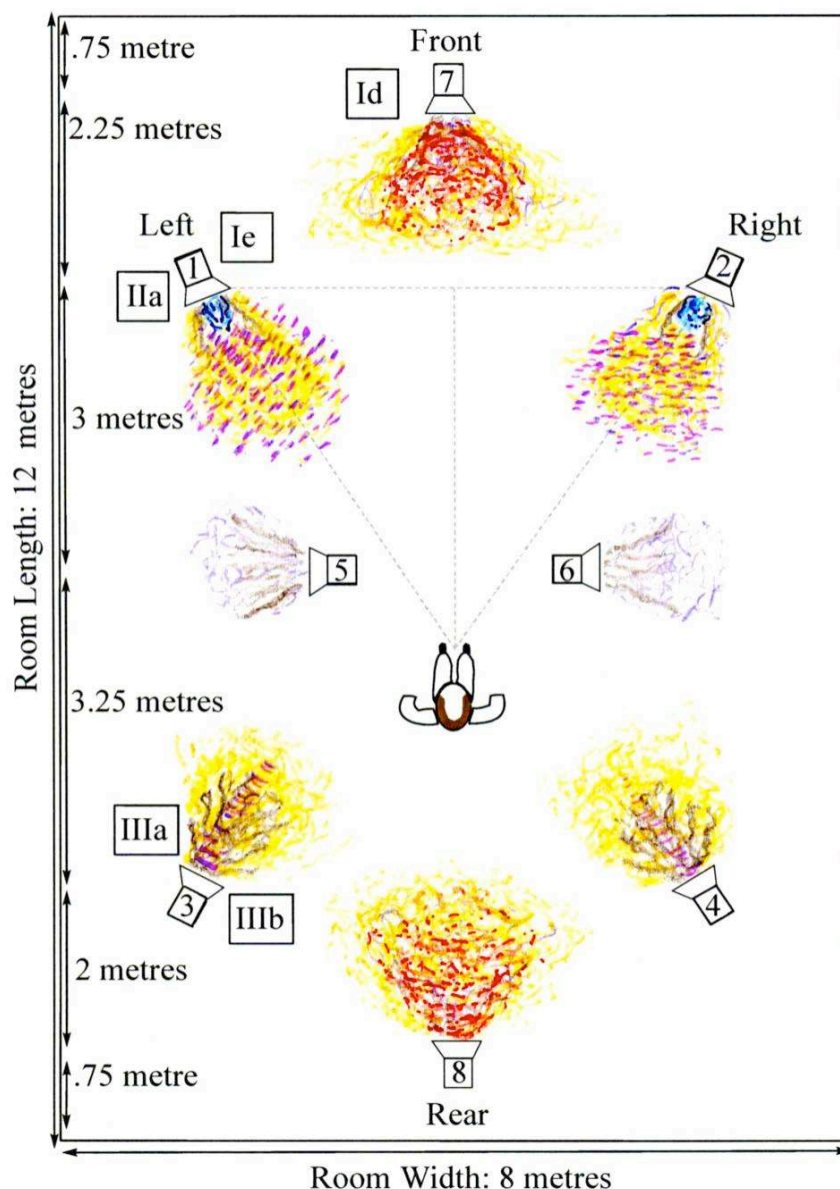 .75 metre
Front
7
Id
2.25 metres
Left
Ie
Right
1
2
IIa
3 metres
5
6
Room Length: 12 metres
3.25 metres
IIIa
3
IIIb
4
2 metres
8
.75 metre
Rear
Room Width: 8 metres